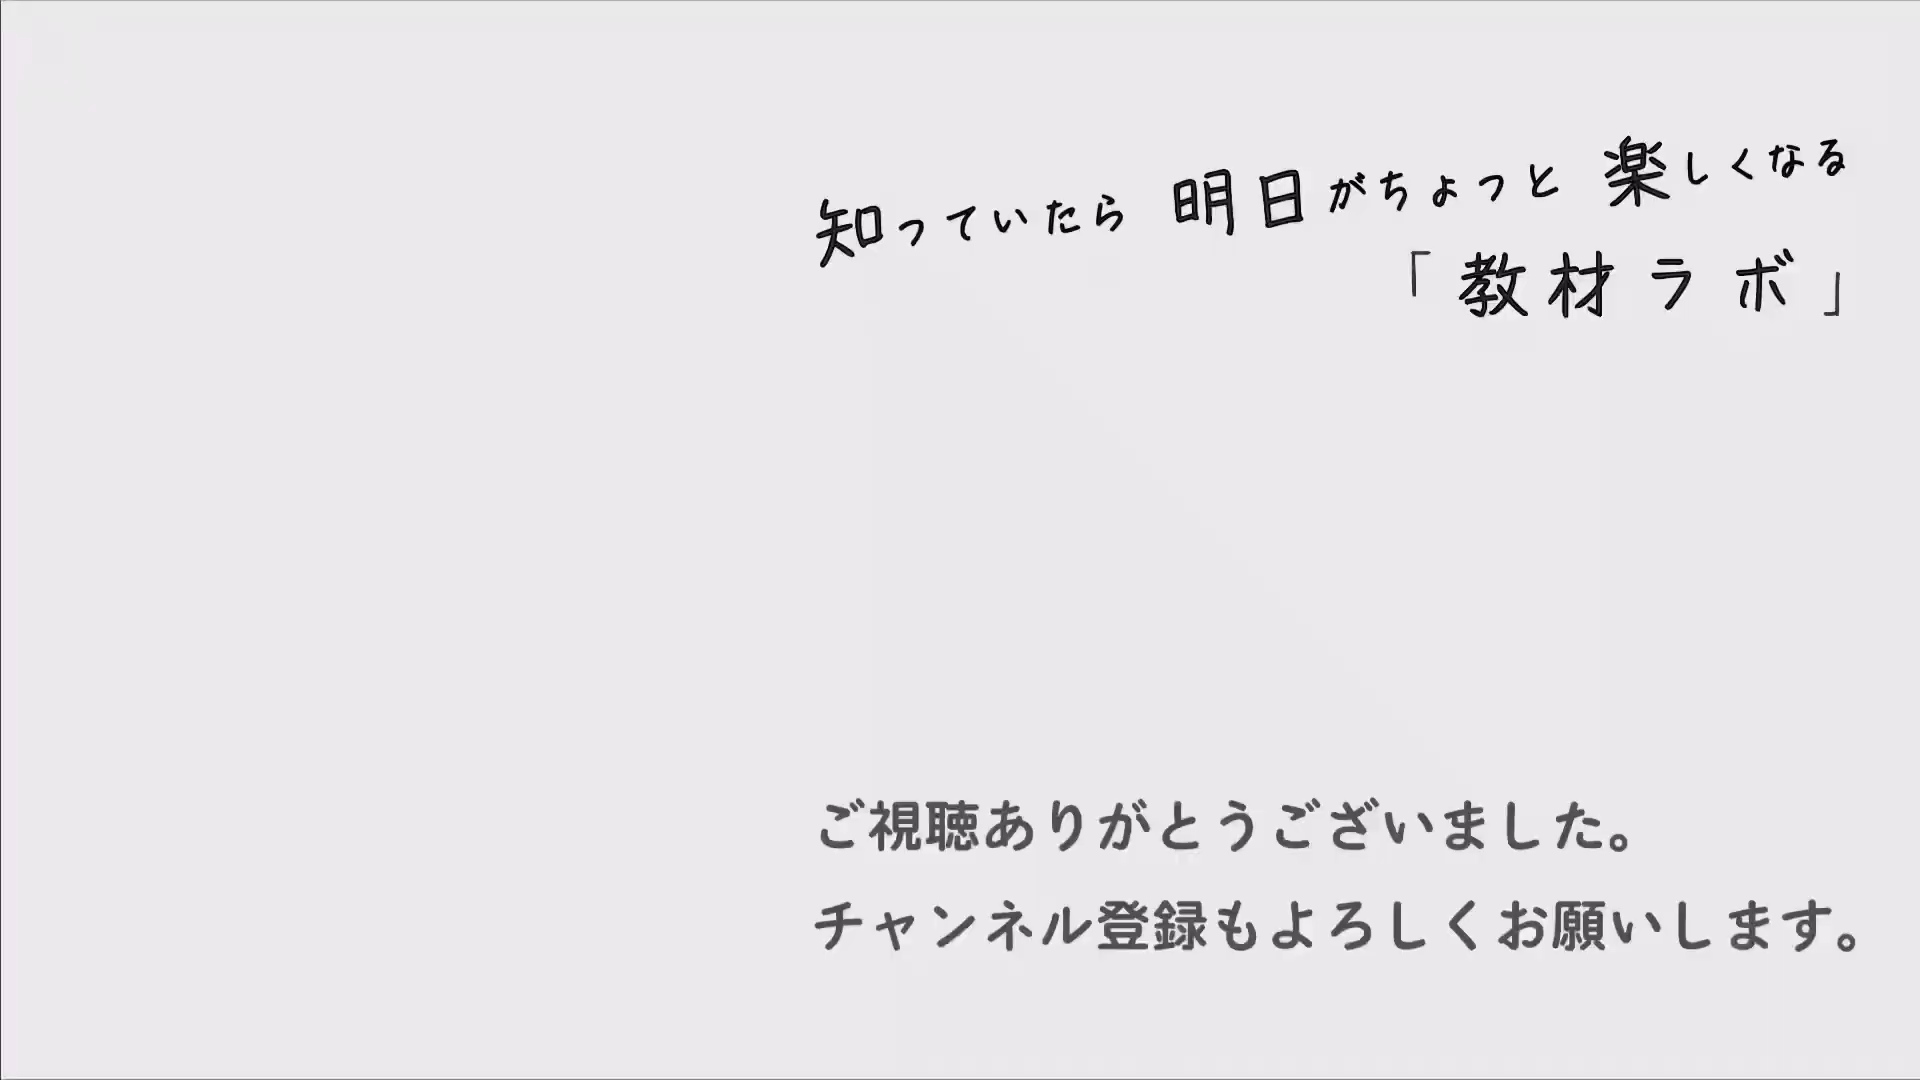 知っていたら 明日がちょっと 楽しくなる
「教材ラボ」
ご視聴ありがとうございました。
チャンネル登録もよろしくお願いします。